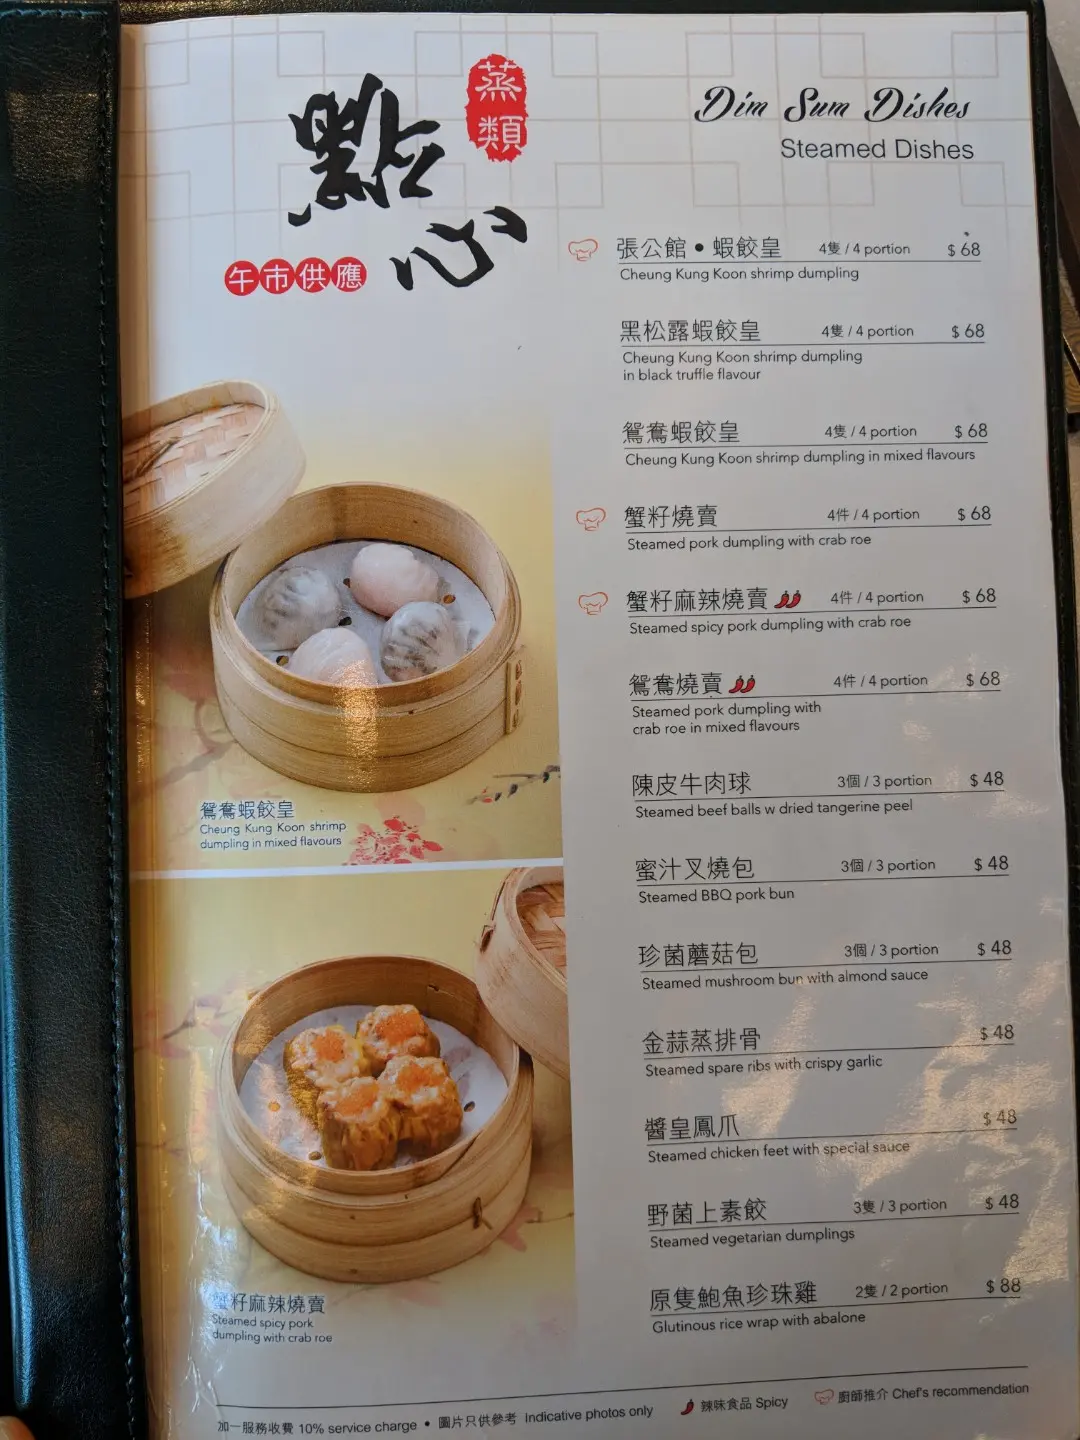 點心
蒸類
午市供應
Dim Sum Dishes
Steamed Dishes
張公館•蝦餃皇 4隻 / 4 portion $ 68
Cheung Kung Koon shrimp dumpling
黑松露蝦餃皇 4隻 / 4 portion $ 68
Cheung Kung Koon shrimp dumpling
in black truffle flavour
鴛鴦蝦餃皇 4隻 / 4 portion $ 68
Cheung Kung Koon shrimp dumpling in mixed flavours
蟹籽燒賣 4件 / 4 portion $ 68
Steamed pork dumpling with crab roe
蟹籽麻辣燒賣 4件 / 4 portion $ 68
Steamed spicy pork dumpling with crab roe
鴛鴦燒賣 4件 / 4 portion $ 68
Steamed pork dumpling with
crab roe in mixed flavours
陳皮牛肉球 3個 / 3 portion $ 48
Steamed beef balls w dried tangerine peel
蜜汁叉燒包 3個 / 3 portion $ 48
Steamed BBQ pork bun
珍菌蘑菇包 3個 / 3 portion $ 48
Steamed mushroom bun with almond sauce
金蒜蒸排骨 $ 48
Steamed spare ribs with crispy garlic
醬皇鳳爪 $ 48
Steamed chicken feet with special sauce
野菌上素餃 3隻 / 3 portion $ 48
Steamed vegetarian dumplings
原隻鮑魚珍珠雞 2隻 / 2 portion $ 88
Glutinous rice wrap with abalone
鴛鴦蝦餃皇
Cheung Kung Koon shrimp
dumpling in mixed flavours
蟹籽麻辣燒賣
Steamed spicy pork
dumpling with crab roe
加一服務收費 10% service charge • 圖片只供參考 Indicative photos only 辣味食品 Spicy 廚師推介 Chef's recommendation